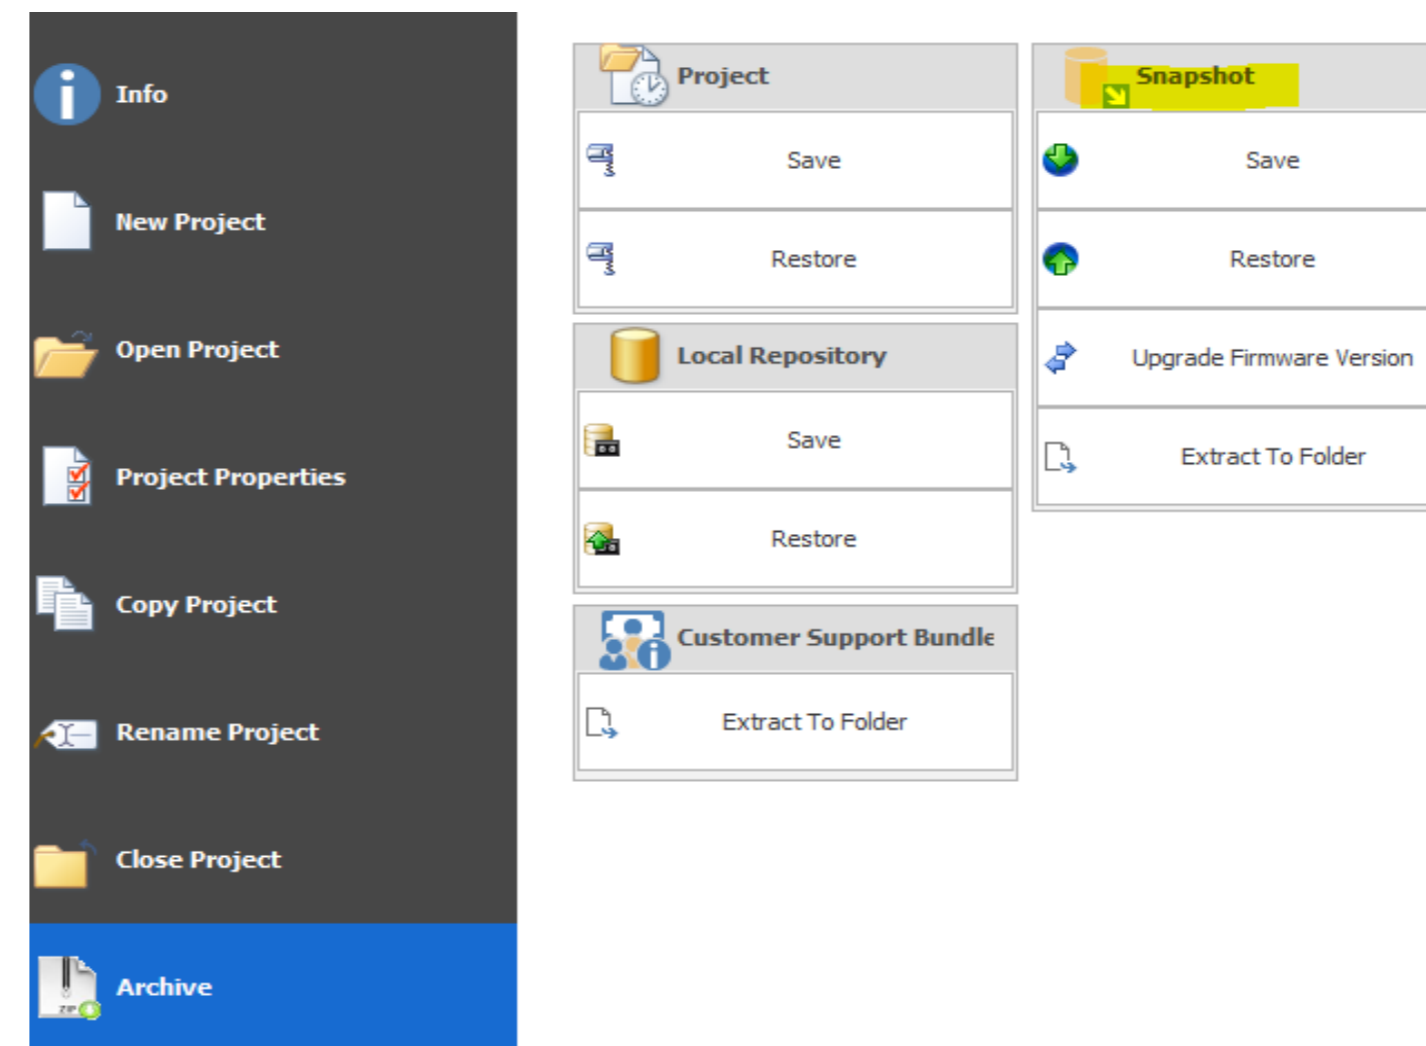 Info
New Project
Open Project
Project Properties
Copy Project
Rename Project
Close Project
ZIP
Archive
Project
Save
Restore
Local Repository
Save
Restore
Customer Support Bundle
Extract To Folder
Snapshot
Save
Restore
Upgrade Firmware Version
Extract To Folder